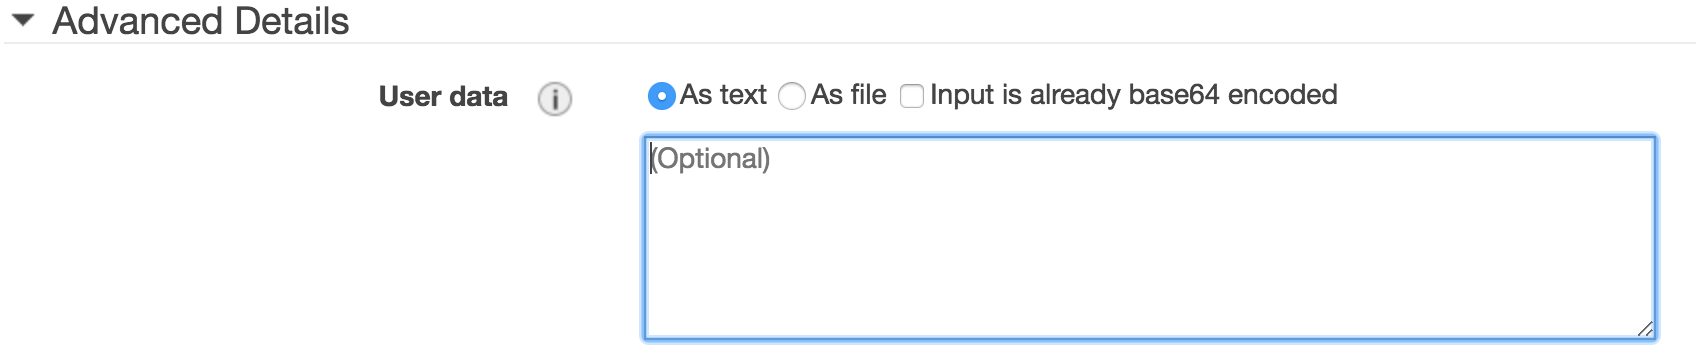 Advanced Details
User data i As text As file Input is already base64 encoded
(Optional)